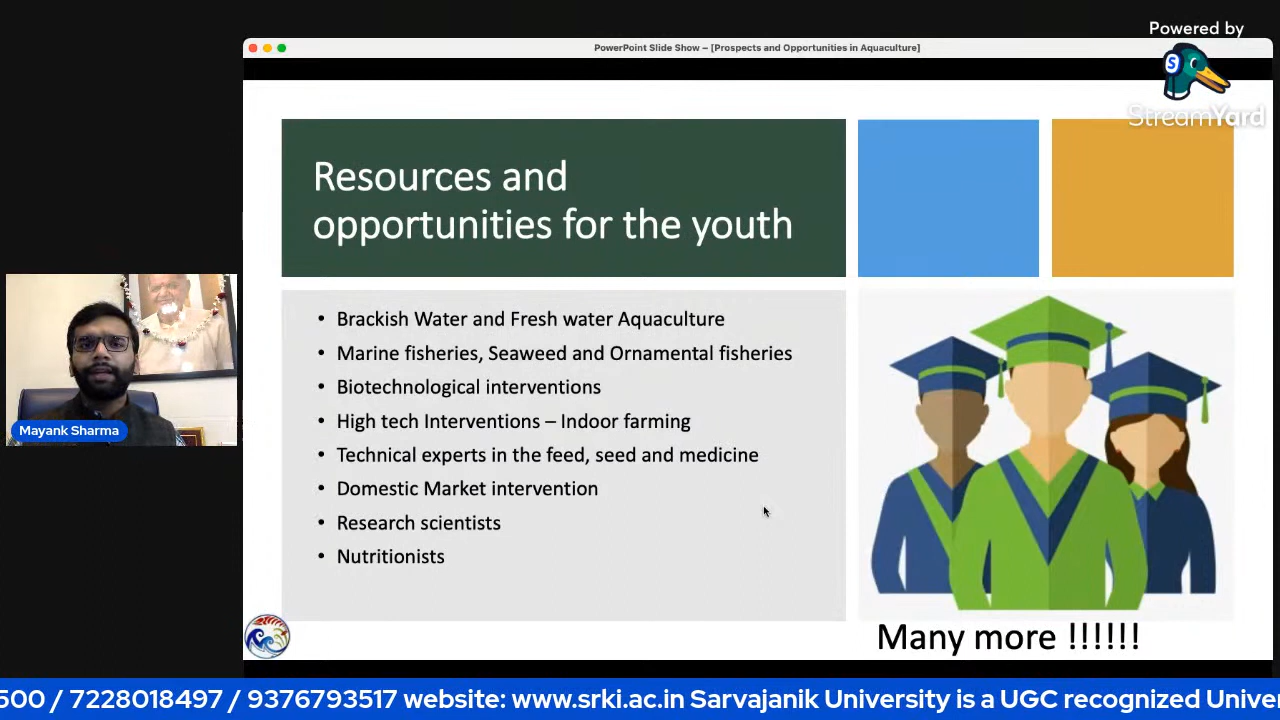 Powered by
StreamYard
PowerPoint Slide Show – [Prospects and Opportunities in Aquaculture]
Resources and
opportunities for the youth
• Brackish Water and Fresh water Aquaculture
• Marine fisheries, Seaweed and Ornamental fisheries
• Biotechnological interventions
• High tech Interventions – Indoor farming
• Technical experts in the feed, seed and medicine
• Domestic Market intervention
• Research scientists
• Nutritionists
Many more !!!!!!
Mayank Sharma
500 / 7228018497 / 9376793517 website: www.srki.ac.in Sarvajanik University is a UGC recognized Univer